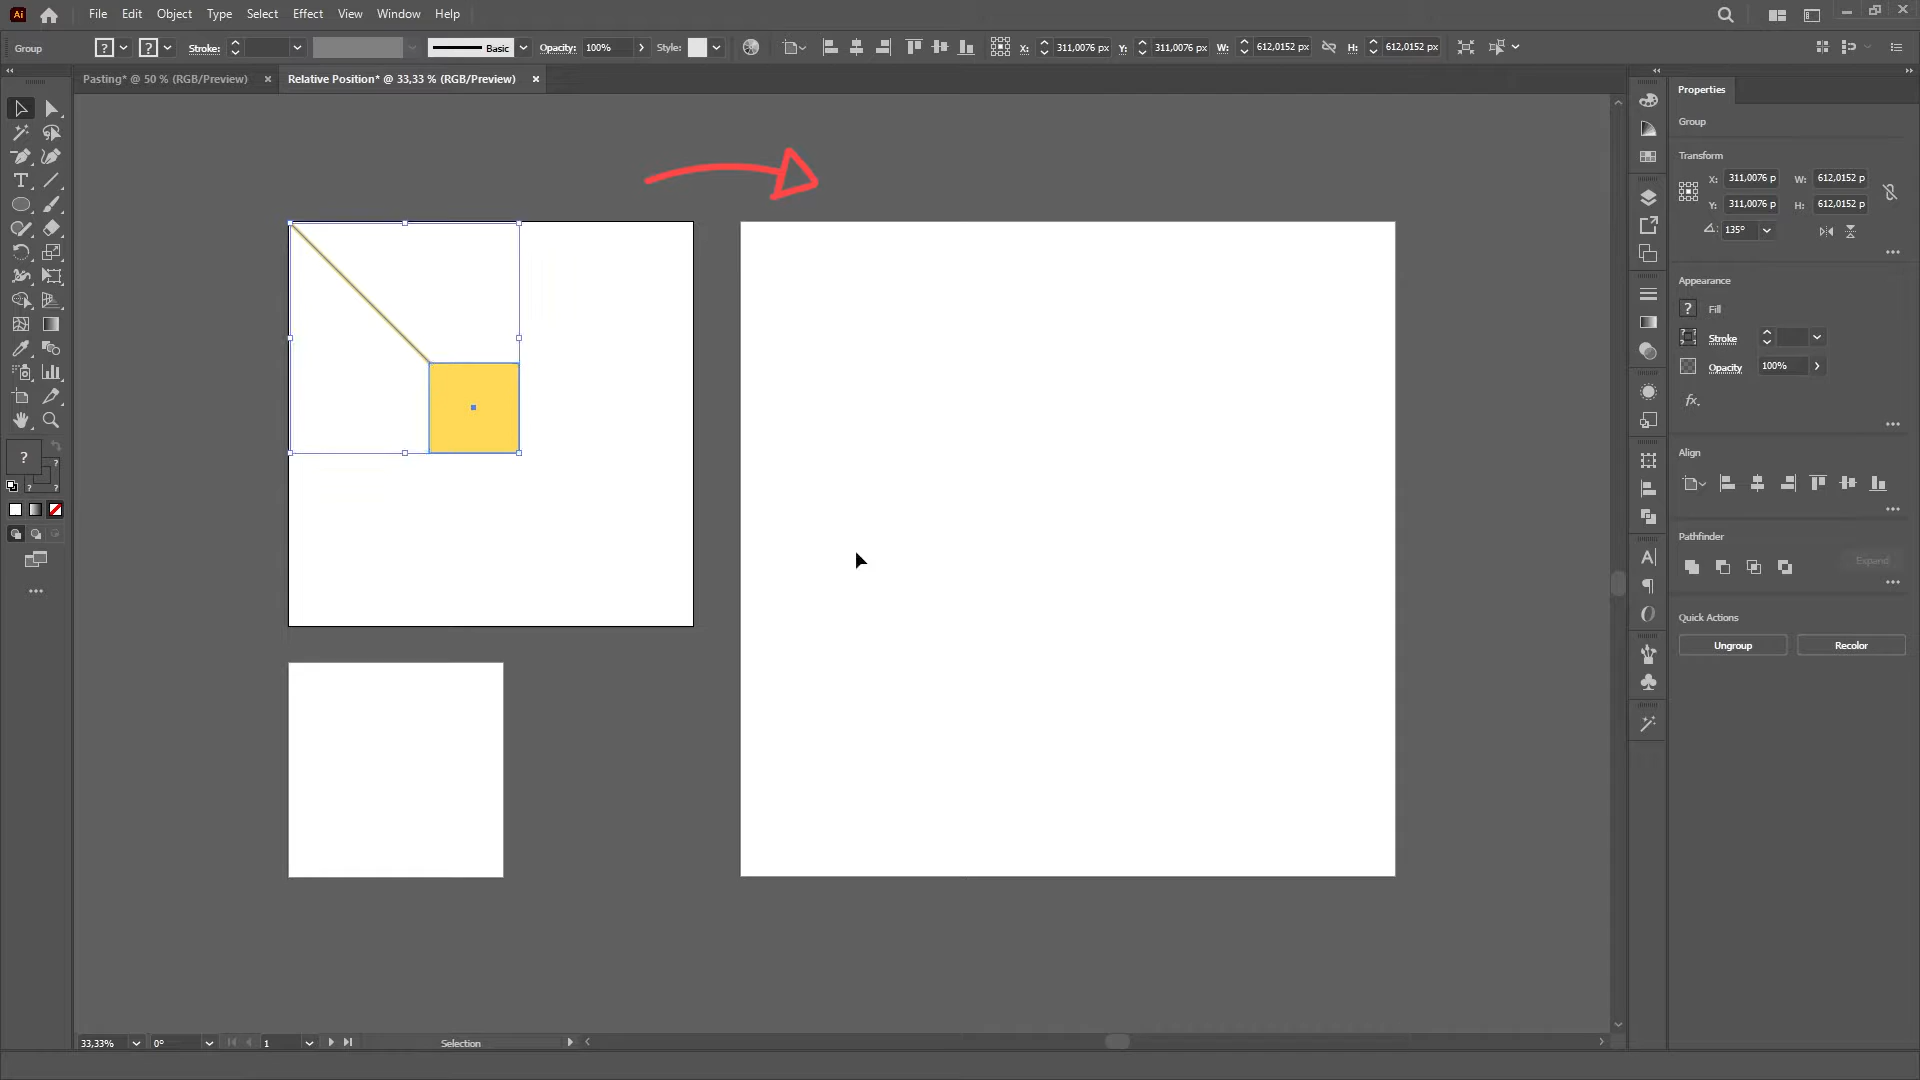 Ai File Edit Object Type Select Effect View Window Help
Group ? ? Stroke: Basic Opacity: 100% Style: X: 311,0076 px Y: 311,0076 px W: 612,0152 px H: 612,0152 px
Pasting* @ 50 % (RGB/Preview) × Relative Position* @ 33,33 % (RGB/Preview) ×
Properties
Group
Transform
X: 311,0076 p W: 612,0152 p
Y: 311,0076 p H: 612,0152 p
135°
Appearance
? Fill
? Stroke
Opacity 100%
fx.
Align
Pathfinder
Expand
Quick Actions
Ungroup Recolor
?
?
? ?
33,33% 0° 1 Selection